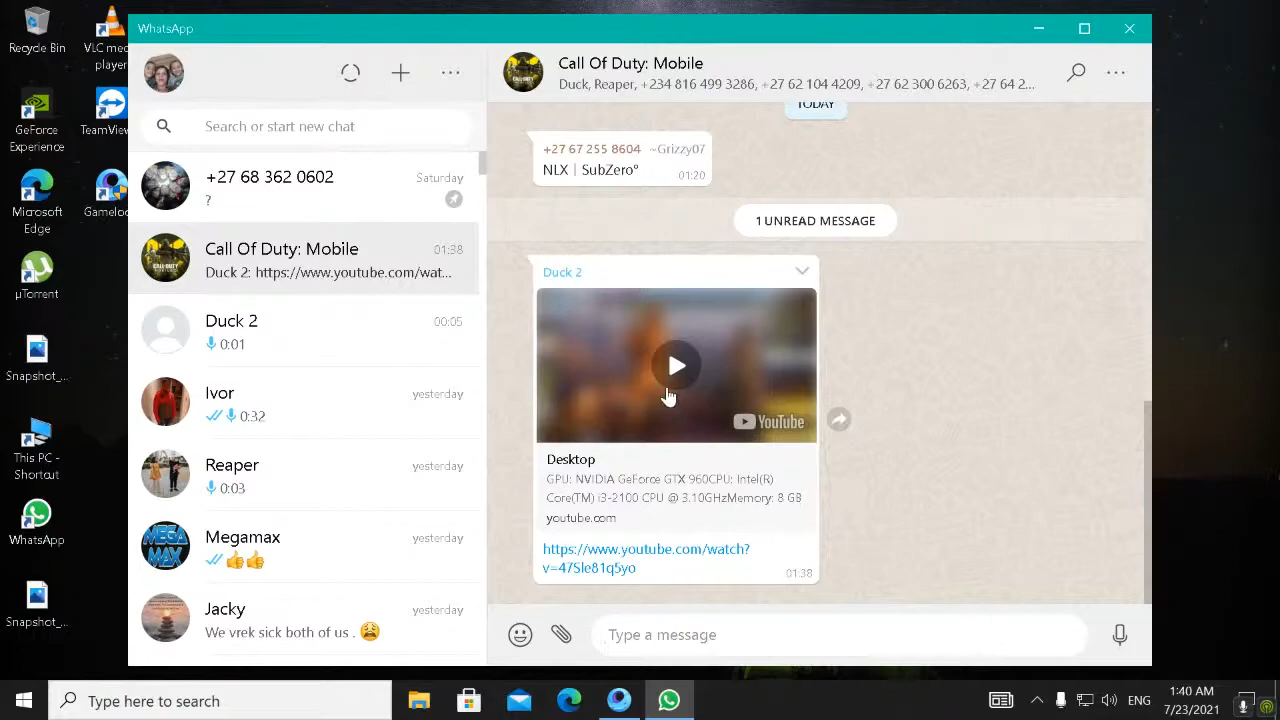 Recycle Bin
VLC med
player
GeForce
Experience
TeamView
Microsoft
Edge
Gameloo
µTorrent
Snapshot_...
This PC -
Shortcut
WhatsApp
Snapshot_...
WhatsApp
Search or start new chat
+27 68 362 0602
Saturday
?
Call Of Duty: Mobile
01:38
Duck 2: https://www.youtube.com/wat...
Duck 2
00:05
0:01
Ivor
yesterday
0:32
Reaper
yesterday
0:03
MEGA
MAX
Megamax
yesterday
👍👍
Jacky
yesterday
We vrek sick both of us . 😩
Call Of Duty: Mobile
Duck, Reaper, +234 816 499 3286, +27 62 104 4209, +27 62 300 6263, +27 64 2...
TODAY
+27 67 255 8604 ~Grizzy07
NLX | SubZero°
01:20
1 UNREAD MESSAGE
Duck 2
YouTube
Desktop
GPU: NVIDIA GeForce GTX 960CPU: Intel(R)
Core(TM) i3-2100 CPU @ 3.10GHzMemory: 8 GB
youtube.com
https://www.youtube.com/watch?
v=47Sle81q5yo
01:38
Type a message
Type here to search
ENG
1:40 AM
7/23/2021